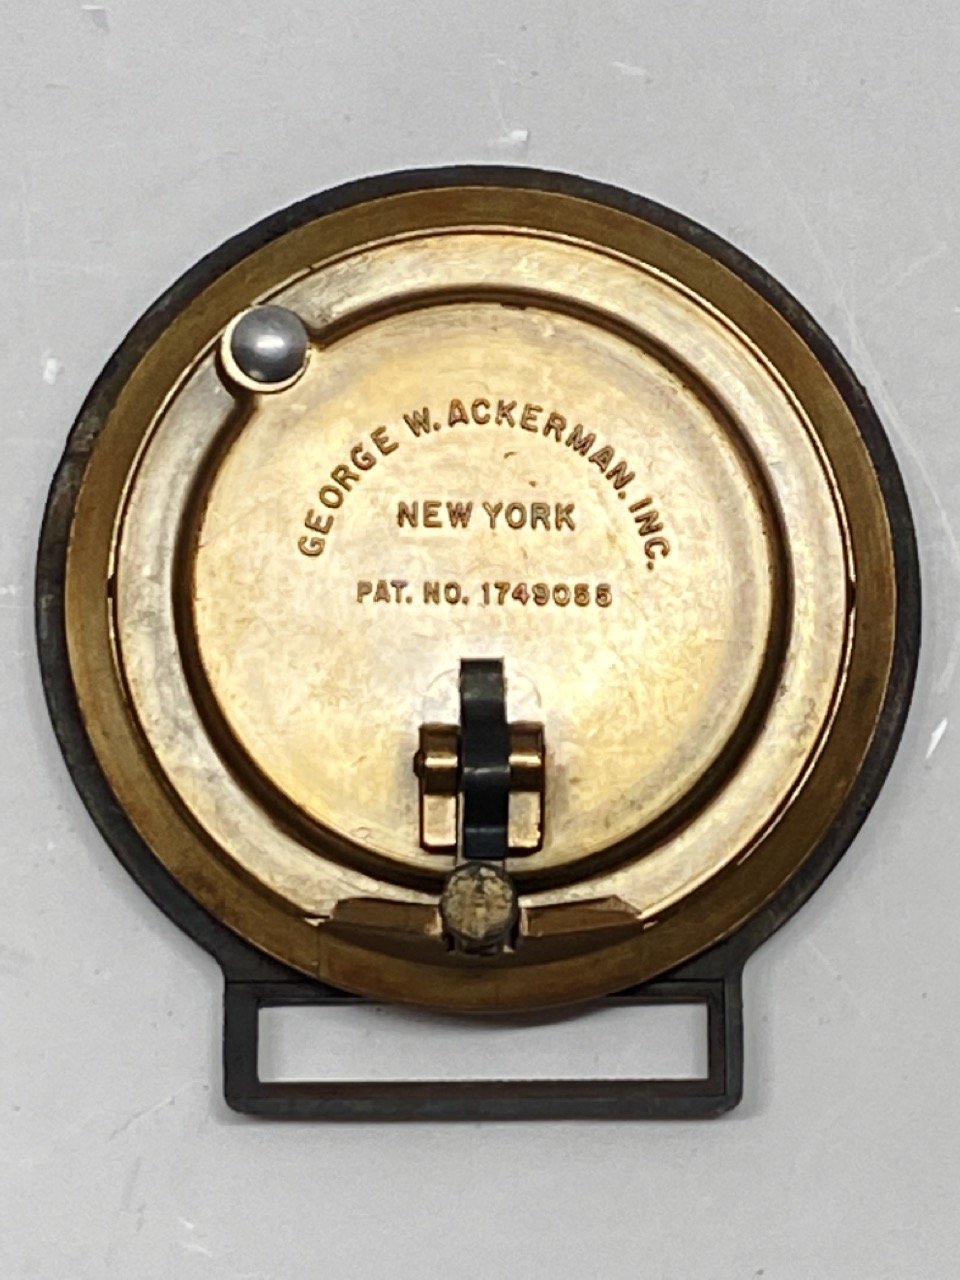 GEORGE W. ACKERMAN. INC.
NEW YORK
PAT. NO. 1749055